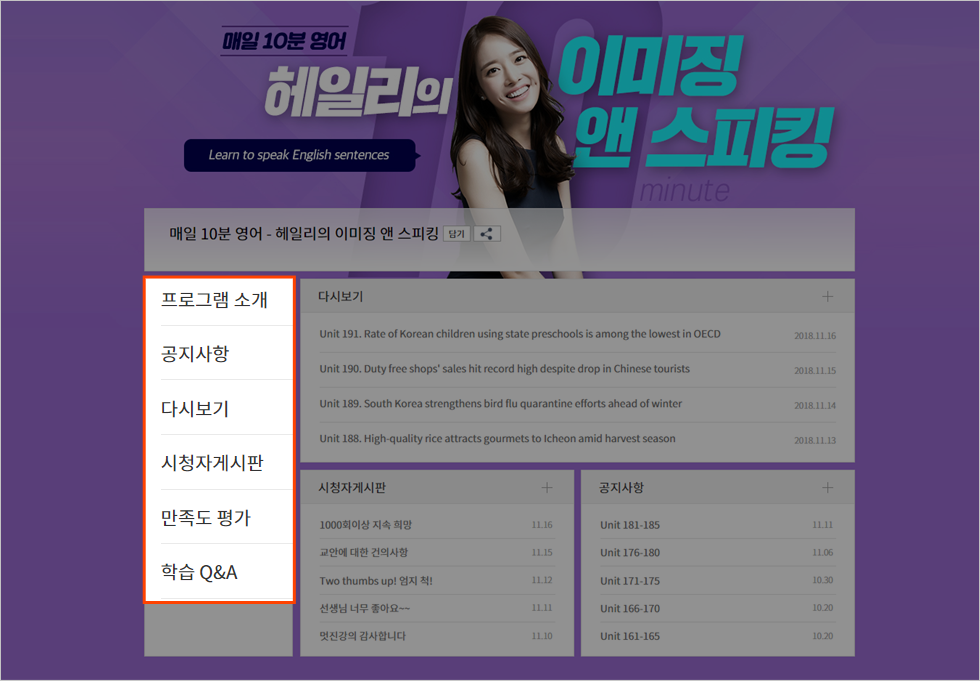 매일 10분 영어
헤일리의
이미징
앤 스피킹
Learn to speak English sentences
10
minute
매일 10분 영어 - 헤일리의 이미징 앤 스피킹 담기
프로그램 소개
공지사항
다시보기
시청자게시판
만족도 평가
학습 Q&A
다시보기
Unit 191. Rate of Korean children using state preschools is among the lowest in OECD 2018.11.16
Unit 190. Duty free shops' sales hit record high despite drop in Chinese tourists 2018.11.15
Unit 189. South Korea strengthens bird flu quarantine efforts ahead of winter 2018.11.14
Unit 188. High-quality rice attracts gourmets to Icheon amid harvest season 2018.11.13
시청자게시판
1000회이상 지속 희망 11.16
교안에 대한 건의사항 11.15
Two thumbs up! 엄지 척! 11.12
선생님 너무 좋아요~~ 11.11
멋진강의 감사합니다 11.10
공지사항
Unit 181-185 11.11
Unit 176-180 11.06
Unit 171-175 10.30
Unit 166-170 10.20
Unit 161-165 10.20